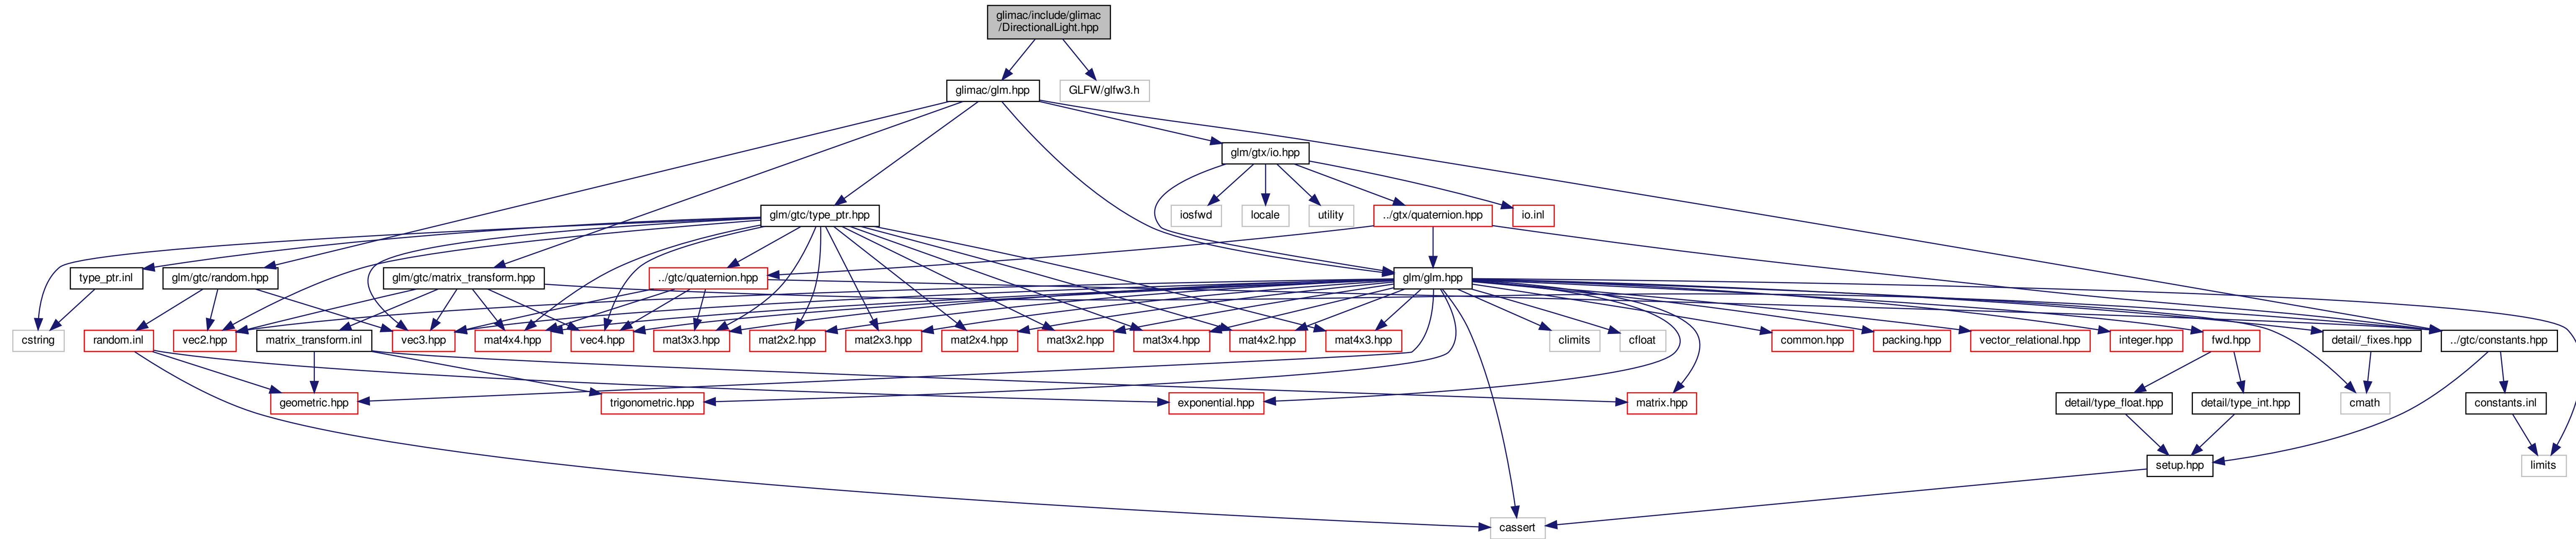 glimac/include/glimac
/DirectionalLight.hpp
glimac/glm.hpp
GLFW/glfw3.h
glm/gtx/io.hpp
glm/gtc/type_ptr.hpp
iosfwd
locale
utility
../gtx/quaternion.hpp
io.inl
type_ptr.inl
glm/gtc/random.hpp
glm/gtc/matrix_transform.hpp
../gtc/quaternion.hpp
glm/glm.hpp
cstring
random.inl
vec2.hpp
matrix_transform.inl
vec3.hpp
mat4x4.hpp
vec4.hpp
mat3x3.hpp
mat2x2.hpp
mat2x3.hpp
mat2x4.hpp
mat3x2.hpp
mat3x4.hpp
mat4x2.hpp
mat4x3.hpp
climits
cfloat
common.hpp
packing.hpp
vector_relational.hpp
integer.hpp
fwd.hpp
detail/_fixes.hpp
../gtc/constants.hpp
geometric.hpp
trigonometric.hpp
exponential.hpp
matrix.hpp
detail/type_float.hpp
detail/type_int.hpp
cmath
constants.inl
setup.hpp
limits
cassert